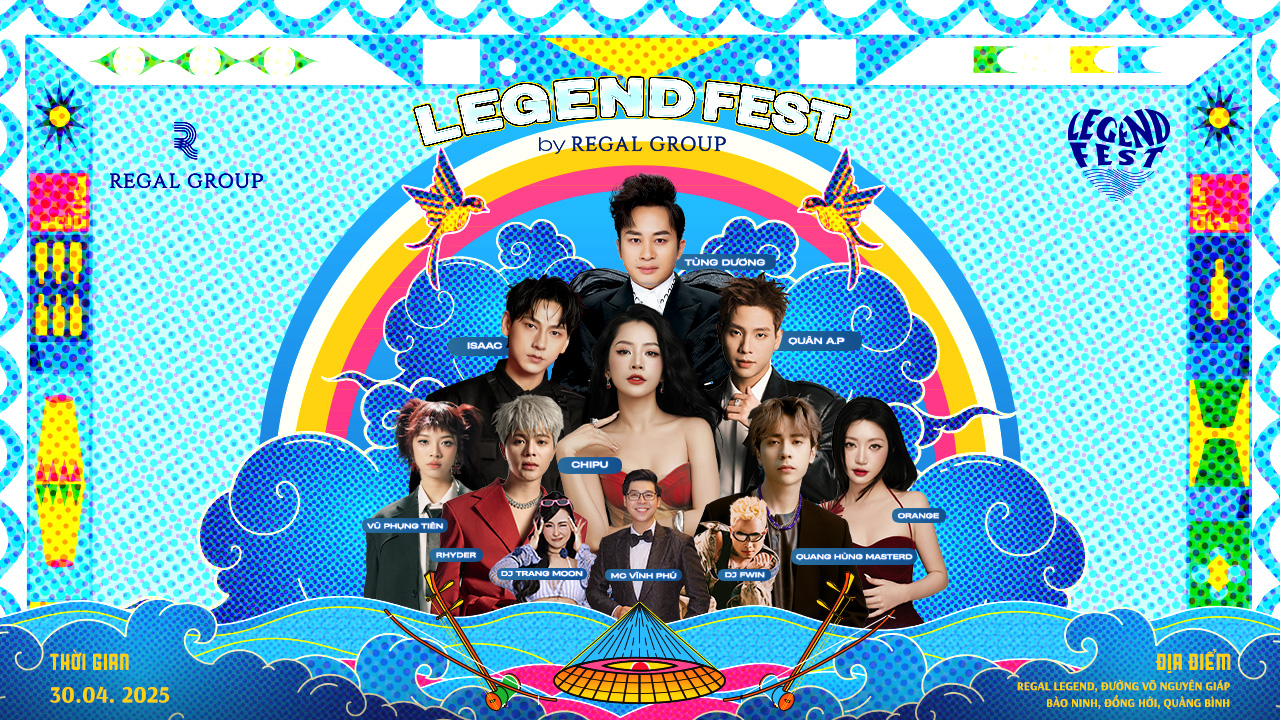 LEGEND FEST
by REGAL GROUP
REGAL GROUP
LEGEND
FEST
TÙNG DƯƠNG
ISAAC
QUÂN A.P
CHIPU
VŨ PHỤNG TIÊN
ORANGE
RHYDER
QUANG HÙNG MASTERD
DJ TRANG MOON
MC VĨNH PHÚ
DJ FWIN
THỜI GIAN
30.04. 2025
ĐỊA ĐIỂM
REGAL LEGEND, ĐƯỜNG VÕ NGUYÊN GIÁP
BẢO NINH, ĐỒNG HỚI, QUẢNG BÌNH